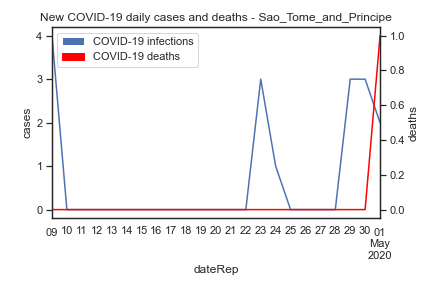 New COVID-19 daily cases and deaths - Sao_Tome_and_Principe
COVID-19 infections
COVID-19 deaths
4
3
2
1
0
cases
1.0
0.8
0.6
0.4
0.2
0.0
deaths
09 10 11 12 13 14 15 16 17 18 19 20 21 22 23 24 25 26 27 28 29 30 01
May
2020
dateRep